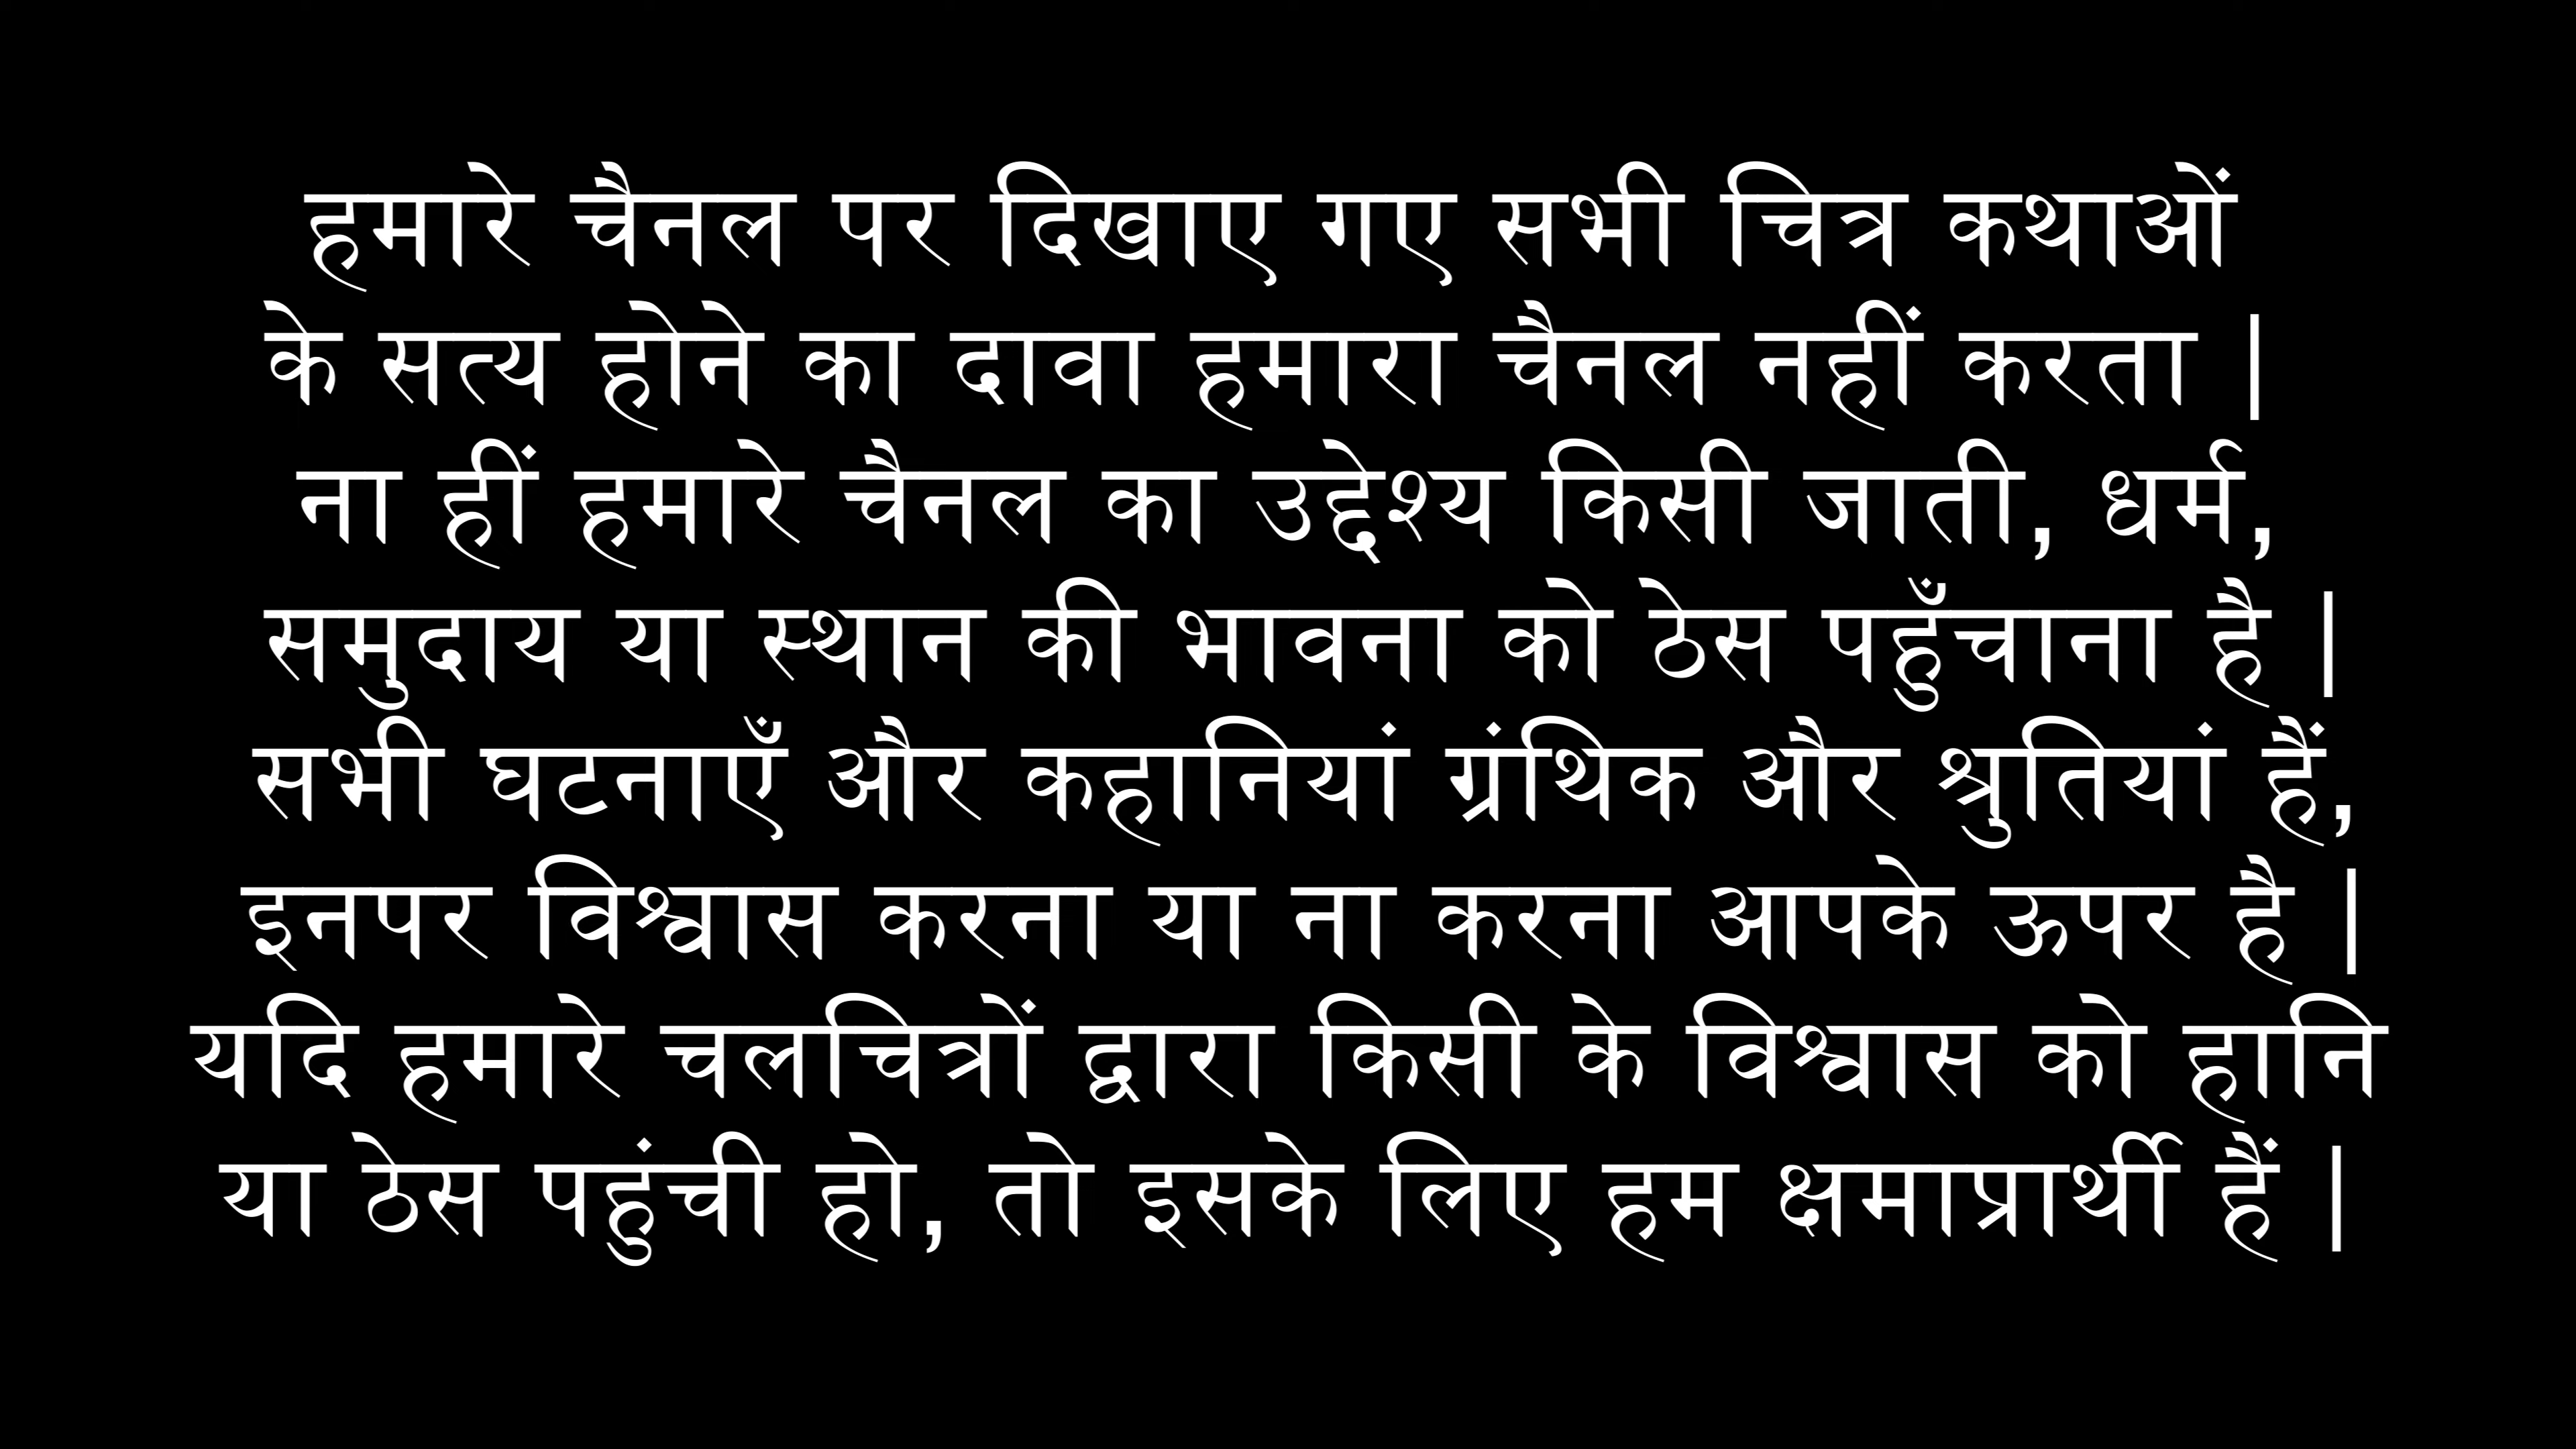 हमारे चैनल पर दिखाए गए सभी चित्र कथाओं
के सत्य होने का दावा हमारा चैनल नहीं करता |
ना हीं हमारे चैनल का उद्देश्य किसी जाती, धर्म,
समुदाय या स्थान की भावना को ठेस पहुँचाना है |
सभी घटनाएँ और कहानियां ग्रंथिक और श्रुतियां हैं,
इनपर विश्वास करना या ना करना आपके ऊपर है |
यदि हमारे चलचित्रों द्वारा किसी के विश्वास को हानि
या ठेस पहुंची हो, तो इसके लिए हम क्षमाप्रार्थी हैं |